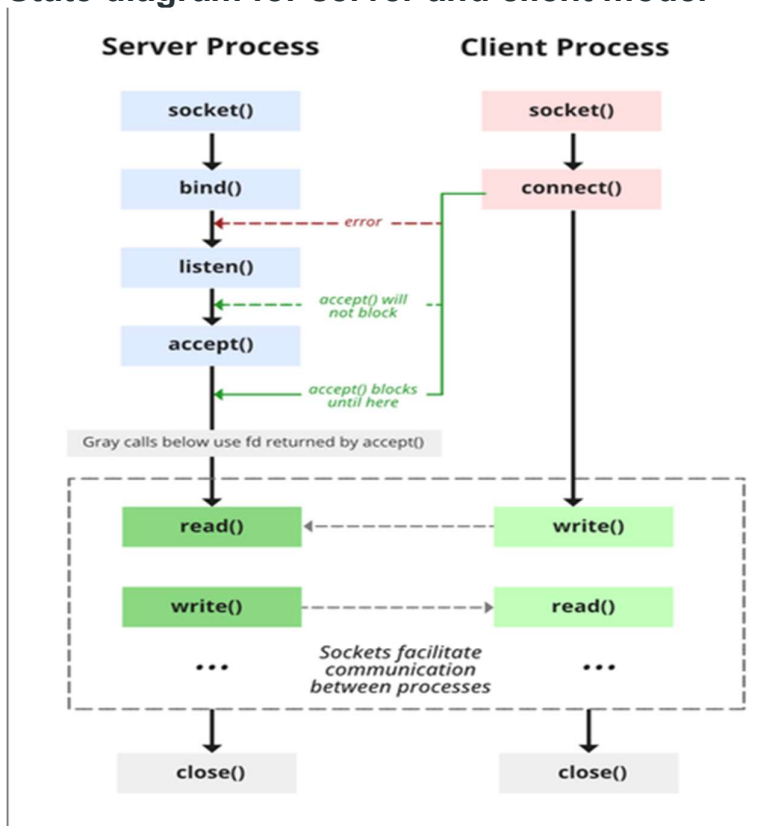 State diagram for server and client model
Server Process
Client Process
socket()
socket()
bind()
connect()
error
listen()
accept() will
not block
accept()
accept() blocks
until here
Gray calls below use fd returned by accept()
read()
write()
write()
read()
...
Sockets facilitate
communication
between processes
...
close()
close()